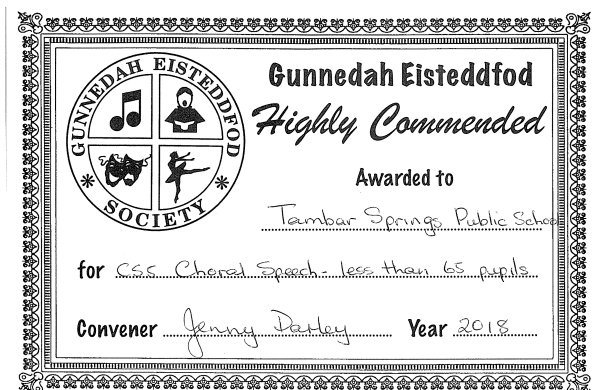 GUNNEDAH EISTEDDFOD
SOCIETY
Gunnedah Eisteddfod
Highly Commended
Awarded to
Tambar Springs Public School
for CSS Choral Speech - less than 65 pupils
Convener Jenny Darley Year 2018